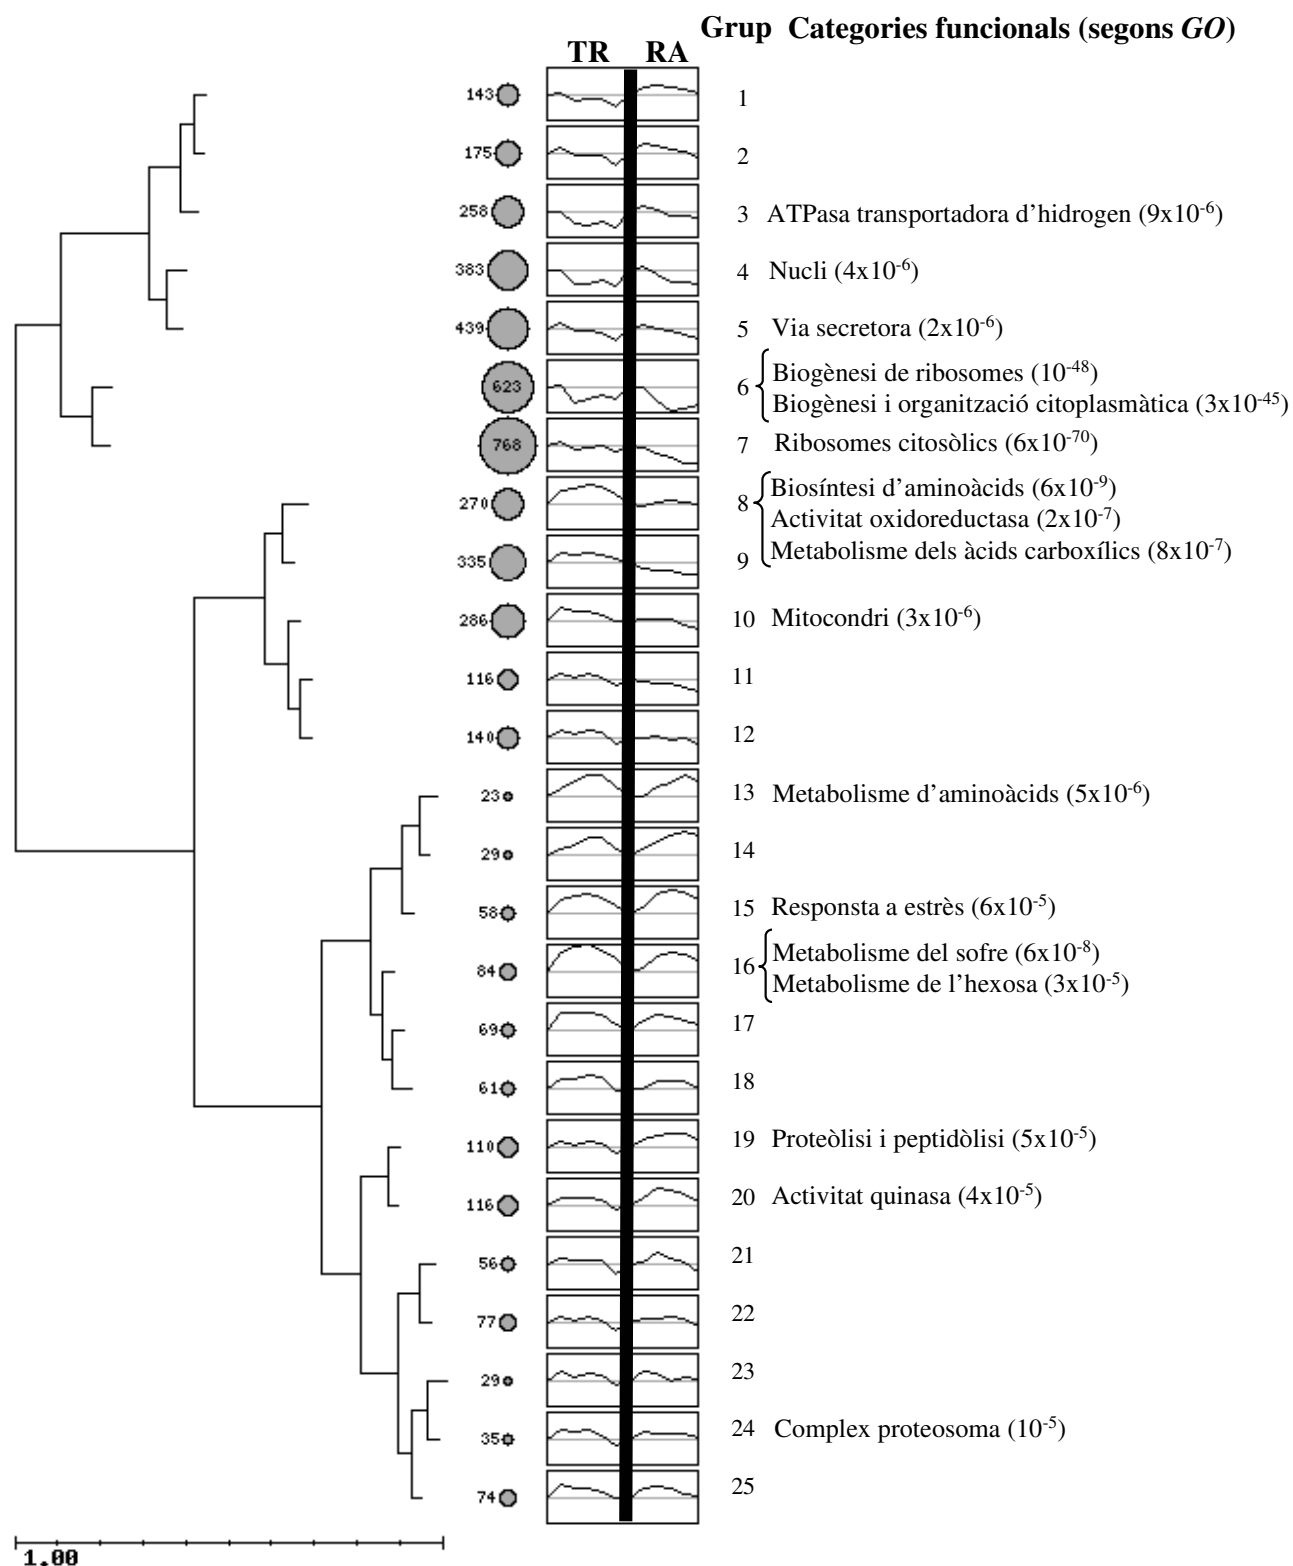 Grup Categories funcionals (segons GO)
TR RA
143 1
175 2
258 3 ATPasa transportadora d’hidrogen (9x10-6)
383 4 Nucli (4x10-6)
439 5 Via secretora (2x10-6)
Biogènesi de ribosomes (10-48)
623 6
Biogènesi i organització citoplasmàtica (3x10-45)
768 7 Ribosomes citosòlics (6x10-70)
Biosíntesi d’aminoàcids (6x10-9)
270 8
Activitat oxidoreductasa (2x10-7)
Metabolisme dels àcids carboxílics (8x10-7)
335 9
286 10 Mitocondri (3x10-6)
116 11
140 12
23 13 Metabolisme d’aminoàcids (5x10-6)
29 14
58 15 Responsta a estrès (6x10-5)
Metabolisme del sofre (6x10-8)
84 16
Metabolisme de l’hexosa (3x10-5)
69 17
61 18
110 19 Proteòlisi i peptidòlisi (5x10-5)
116 20 Activitat quinasa (4x10-5)
56 21
77 22
29 23
35 24 Complex proteosoma (10-5)
74 25
1.00